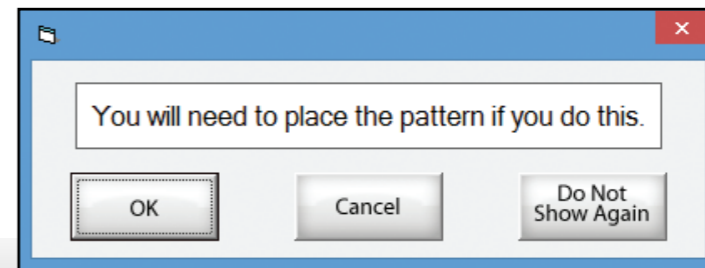 You will need to place the pattern if you do this.
OK
Cancel
Do Not
Show Again